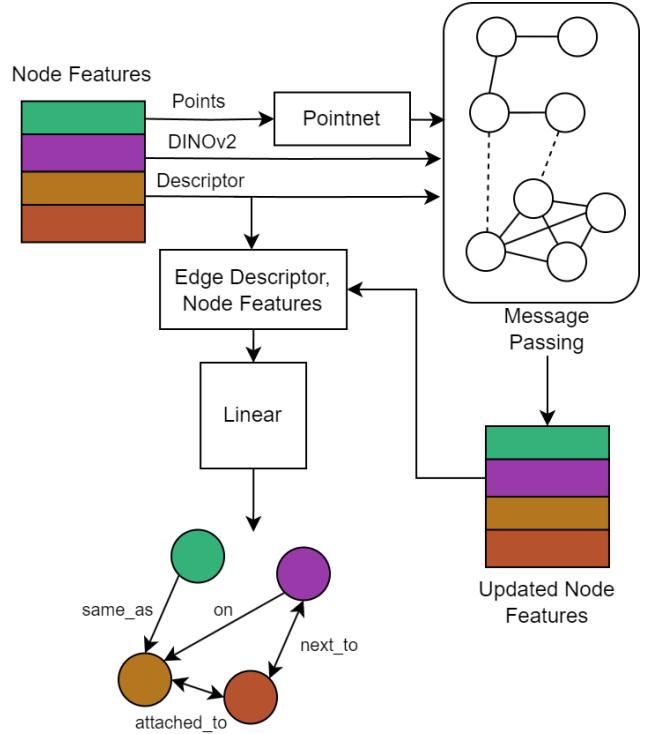 Node Features
Points
Pointnet
DINOv2
Descriptor
Edge Descriptor,
Node Features
Message
Passing
Linear
Updated Node
Features
same_as
on
next_to
attached_to